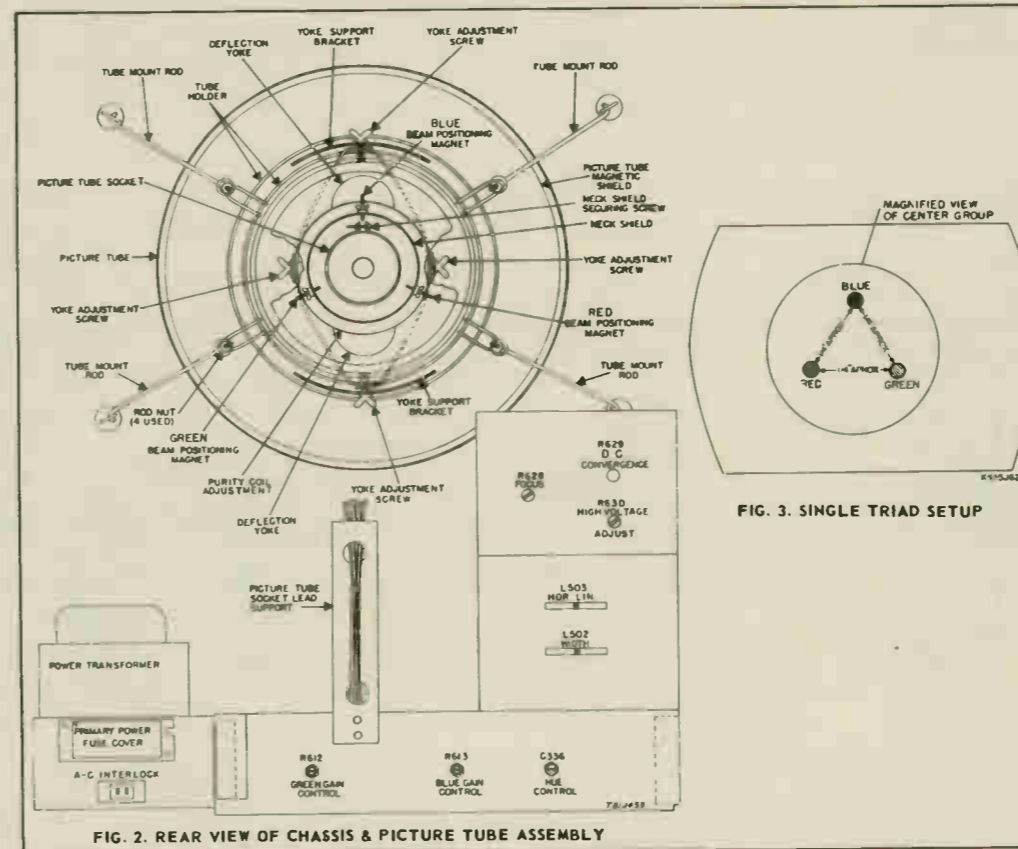 YOKE SUPPORT
BRACKET
YOKE ADJUSTMENT
SCREW
DEFLECTION
YOKE
TUBE MOUNT ROD
TUBE
HOLDER
TUBE MOUNT ROD
BLUE
BEAM POSITIONING
MAGNET
PICTURE TUBE SOCKET
PICTURE TUBE
MAGNETIC
SHIELD
NECK SHIELD
SECURING SCREW
NECK SHIELD
PICTURE TUBE
YOKE ADJUSTMENT
SCREW
YOKE ADJUSTMENT
SCREW
RED
BEAM POSITIONING
MAGNET
TUBE MOUNT
ROD
TUBE MOUNT
ROD
ROD NUT
(4 USED)
YOKE SUPPORT
BRACKET
GREEN
BEAM POSITIONING
MAGNET
PURITY COIL
ADJUSTMENT
YOKE ADJUSTMENT
SCREW
DEFLECTION
YOKE
R629
D C
CONVERGENCE
R628
FOCUS
R630
HIGH VOLTAGE
ADJUST
PICTURE TUBE
SOCKET LEAD
SUPPORT
L503
HOR LIN.
L502
WIDTH
POWER TRANSFORMER
PRIMARY POWER
FUSE COVER
A-C INTERLOCK
R612
GREEN GAIN
CONTROL
R613
BLUE GAIN
CONTROL
C336
HUE
CONTROL
FIG. 2. REAR VIEW OF CHASSIS & PICTURE TUBE ASSEMBLY
MAGNIFIED VIEW
OF CENTER GROUP
BLUE
1/4" APPROX
RED
GREEN
FIG. 3. SINGLE TRIAD SETUP